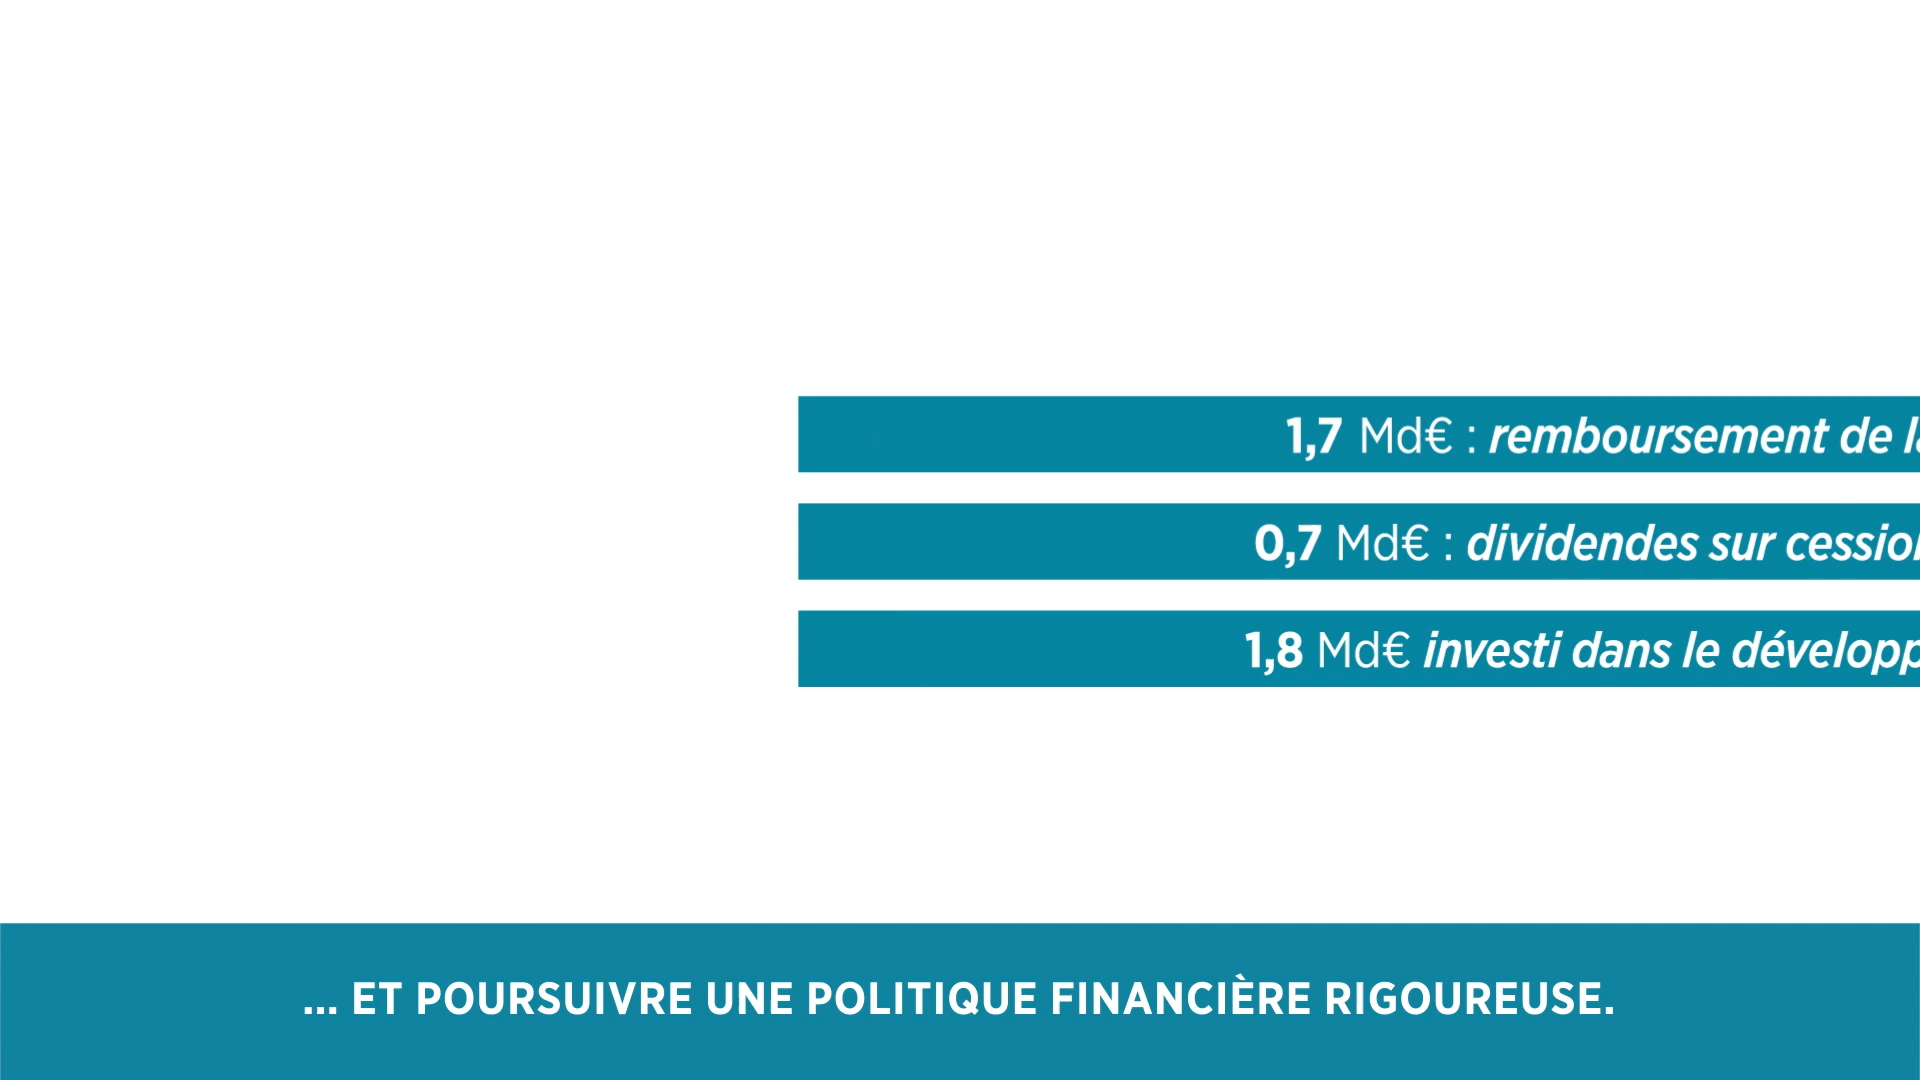 1,7 Md€ : remboursement de
0,7 Md€ : dividendes sur
1,8 Md€ investi dans le
... ET POURSUIVRE UNE POLITIQUE FINANCIÈRE RIGOUREUSE.